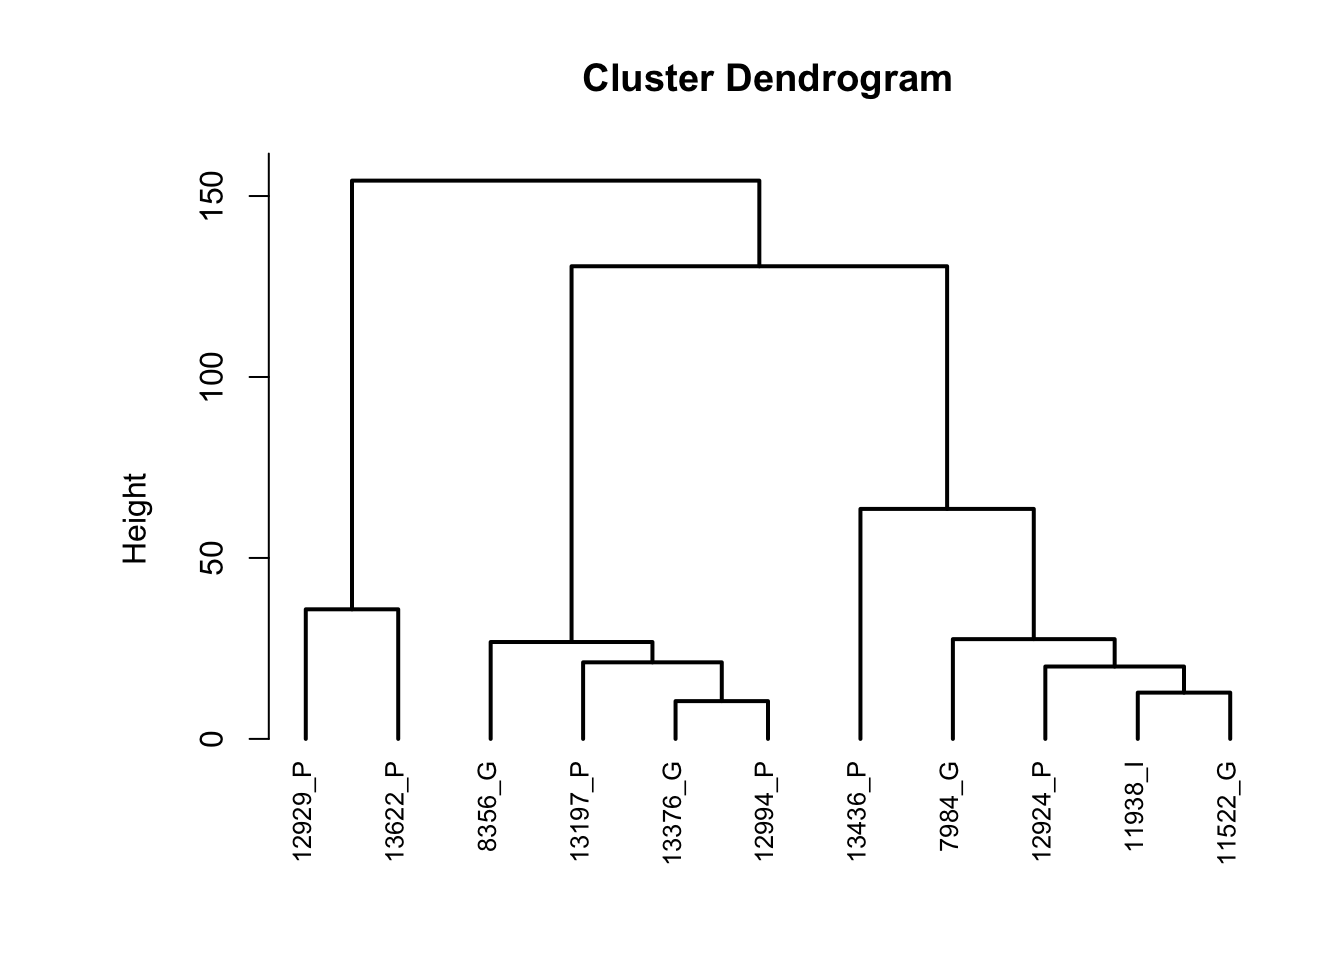 Cluster Dendrogram
Height
150
100
50
0
12929_P
13622_P
8356_G
13197_P
13376_G
12994_P
13436_P
7984_G
12924_P
11938_I
11522_G